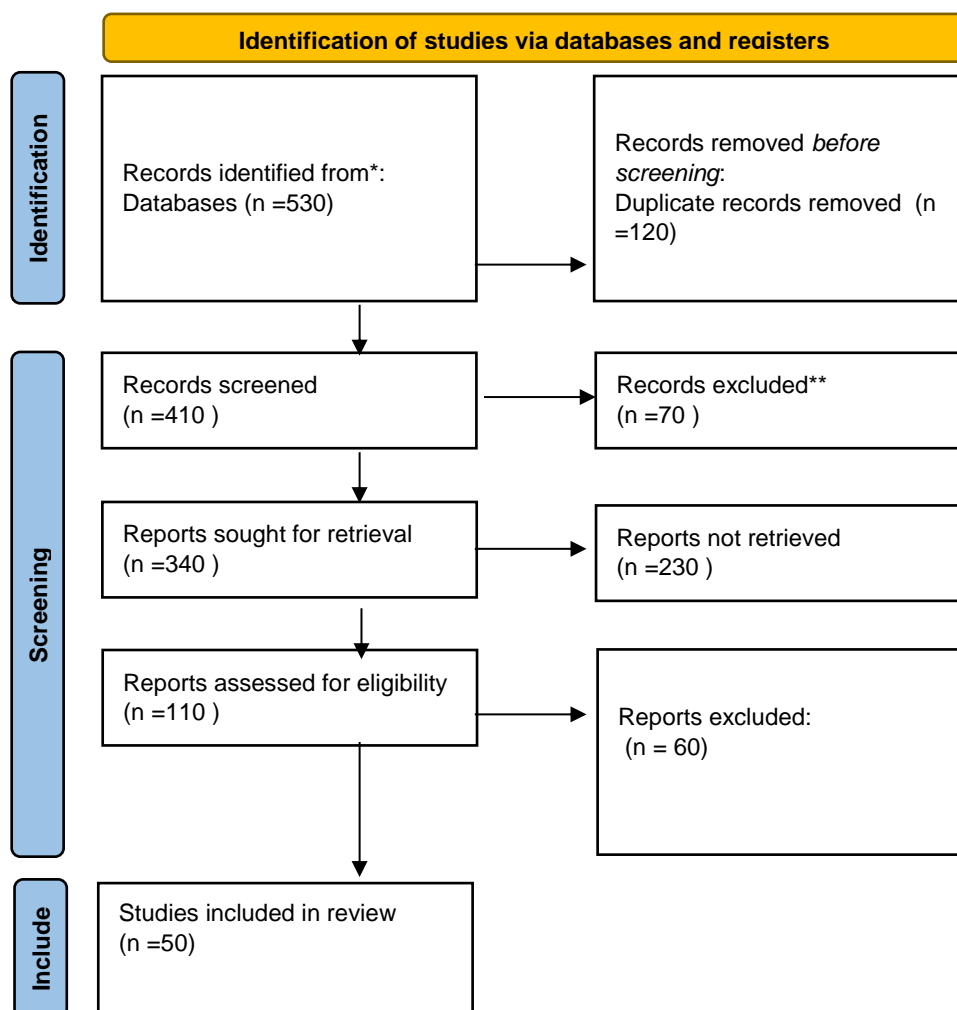 Identification of studies via databases and registers
Identification
Records identified from*:
Databases (n =530)
Records removed before
screening:
Duplicate records removed  (n
=120)
Screening
Records screened
(n =410 )
Records excluded**
(n =70 )
Reports sought for retrieval
(n =340 )
Reports not retrieved
(n =230 )
Reports assessed for eligibility
(n =110 )
Reports excluded:
(n = 60)
Include
Studies included in review
(n =50)